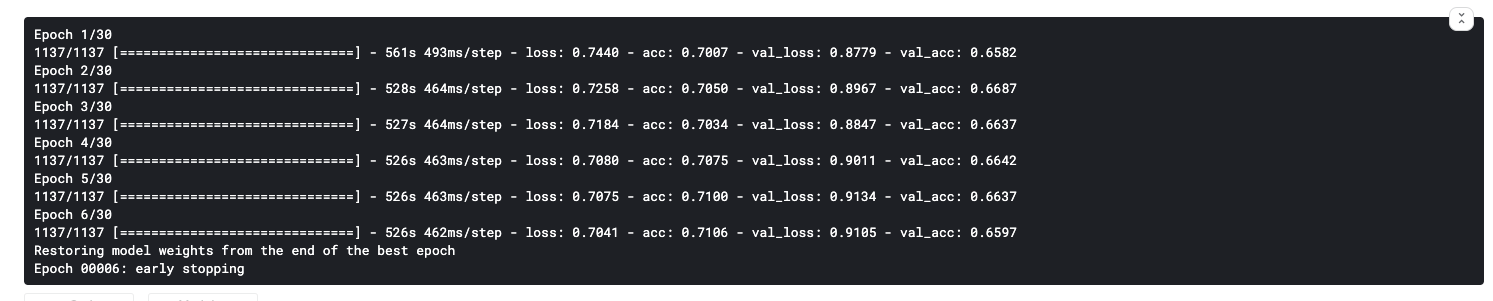 Epoch 1/30
1137/1137 [==============================] - 561s 493ms/step - loss: 0.7440 - acc: 0.7007 - val_loss: 0.8779 - val_acc: 0.6582
Epoch 2/30
1137/1137 [==============================] - 528s 464ms/step - loss: 0.7258 - acc: 0.7050 - val_loss: 0.8967 - val_acc: 0.6687
Epoch 3/30
1137/1137 [==============================] - 527s 464ms/step - loss: 0.7184 - acc: 0.7034 - val_loss: 0.8847 - val_acc: 0.6637
Epoch 4/30
1137/1137 [==============================] - 526s 463ms/step - loss: 0.7080 - acc: 0.7075 - val_loss: 0.9011 - val_acc: 0.6642
Epoch 5/30
1137/1137 [==============================] - 526s 463ms/step - loss: 0.7075 - acc: 0.7100 - val_loss: 0.9134 - val_acc: 0.6637
Epoch 6/30
1137/1137 [==============================] - 526s 462ms/step - loss: 0.7041 - acc: 0.7106 - val_loss: 0.9105 - val_acc: 0.6597
Restoring model weights from the end of the best epoch
Epoch 00006: early stopping